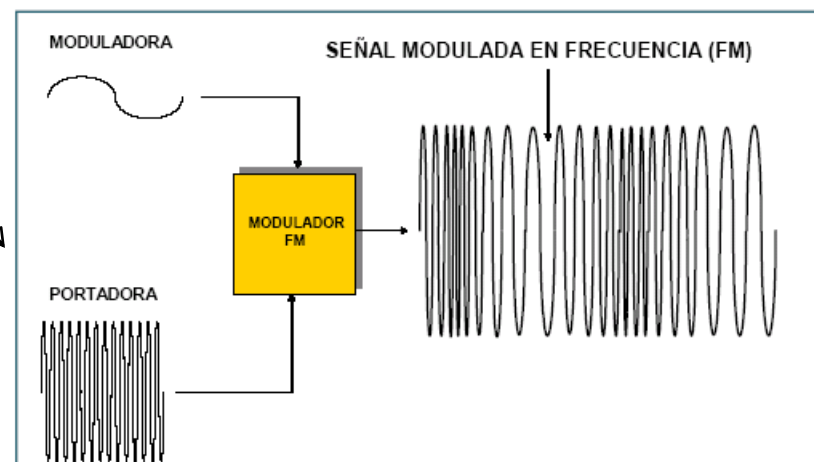 MODULADORA
SEÑAL MODULADA EN FRECUENCIA (FM)
MODULADOR
FM
PORTADORA